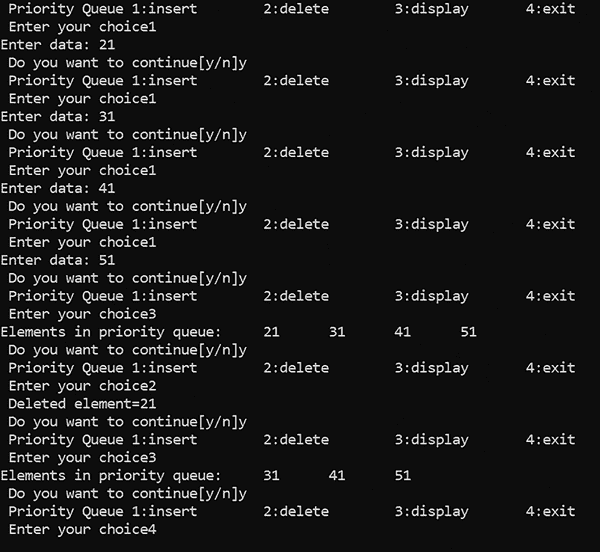 Priority Queue 1:insert 2:delete 3:display 4:exit
Enter your choice1
Enter data: 21
Do you want to continue[y/n]y
Priority Queue 1:insert 2:delete 3:display 4:exit
Enter your choice1
Enter data: 31
Do you want to continue[y/n]y
Priority Queue 1:insert 2:delete 3:display 4:exit
Enter your choice1
Enter data: 41
Do you want to continue[y/n]y
Priority Queue 1:insert 2:delete 3:display 4:exit
Enter your choice1
Enter data: 51
Do you want to continue[y/n]y
Priority Queue 1:insert 2:delete 3:display 4:exit
Enter your choice3
Elements in priority queue: 21 31 41 51
Do you want to continue[y/n]y
Priority Queue 1:insert 2:delete 3:display 4:exit
Enter your choice2
Deleted element=21
Do you want to continue[y/n]y
Priority Queue 1:insert 2:delete 3:display 4:exit
Enter your choice3
Elements in priority queue: 31 41 51
Do you want to continue[y/n]y
Priority Queue 1:insert 2:delete 3:display 4:exit
Enter your choice4